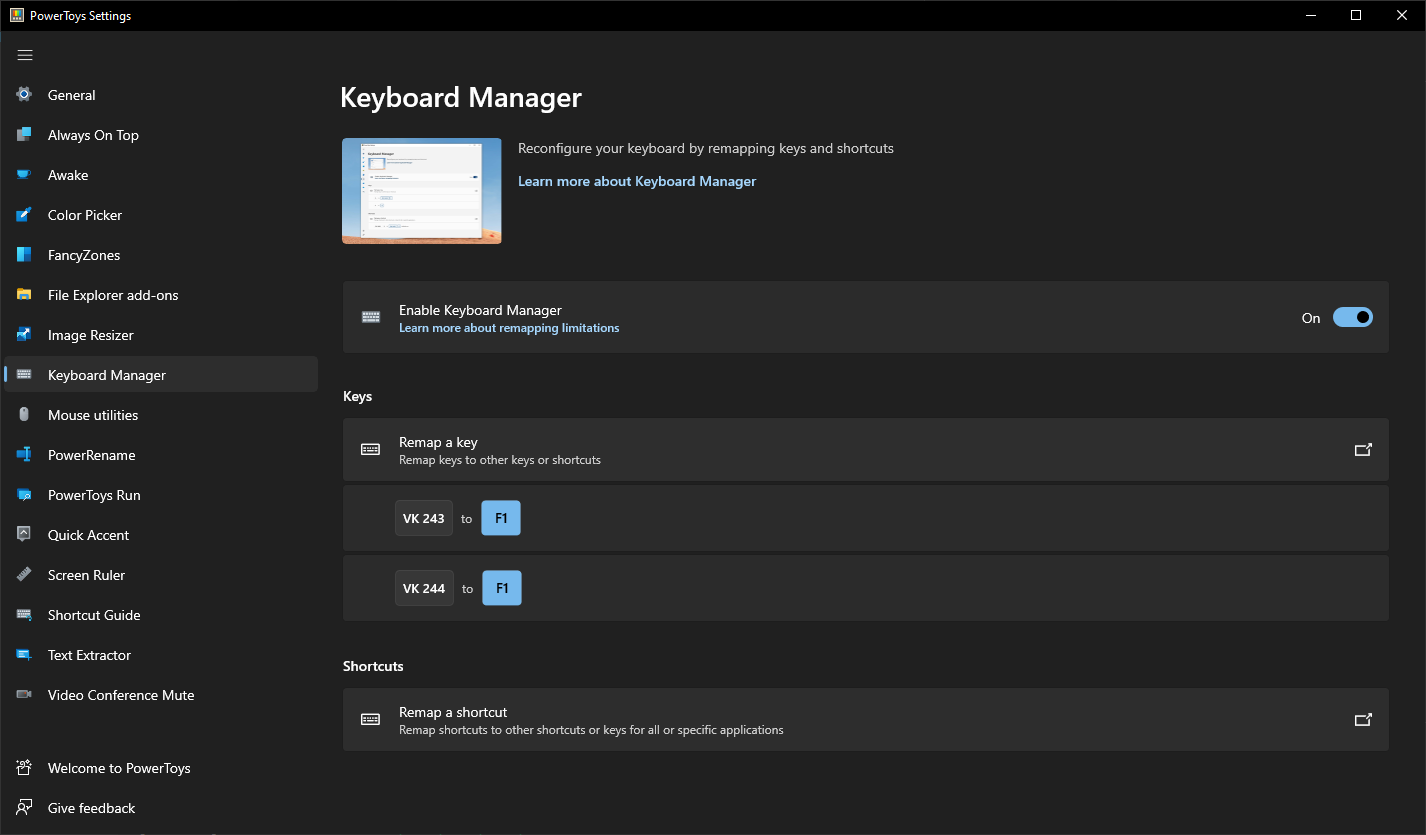 PowerToys Settings
General
Always On Top
Awake
Color Picker
FancyZones
File Explorer add-ons
Image Resizer
Keyboard Manager
Mouse utilities
PowerRename
PowerToys Run
Quick Accent
Screen Ruler
Shortcut Guide
Text Extractor
Video Conference Mute
Welcome to PowerToys
Give feedback
Keyboard Manager
Reconfigure your keyboard by remapping keys and shortcuts
Learn more about Keyboard Manager
Enable Keyboard Manager
Learn more about remapping limitations
On
Keys
Remap a key
Remap keys to other keys or shortcuts
VK 243 to F1
VK 244 to F1
Shortcuts
Remap a shortcut
Remap shortcuts to other shortcuts or keys for all or specific applications